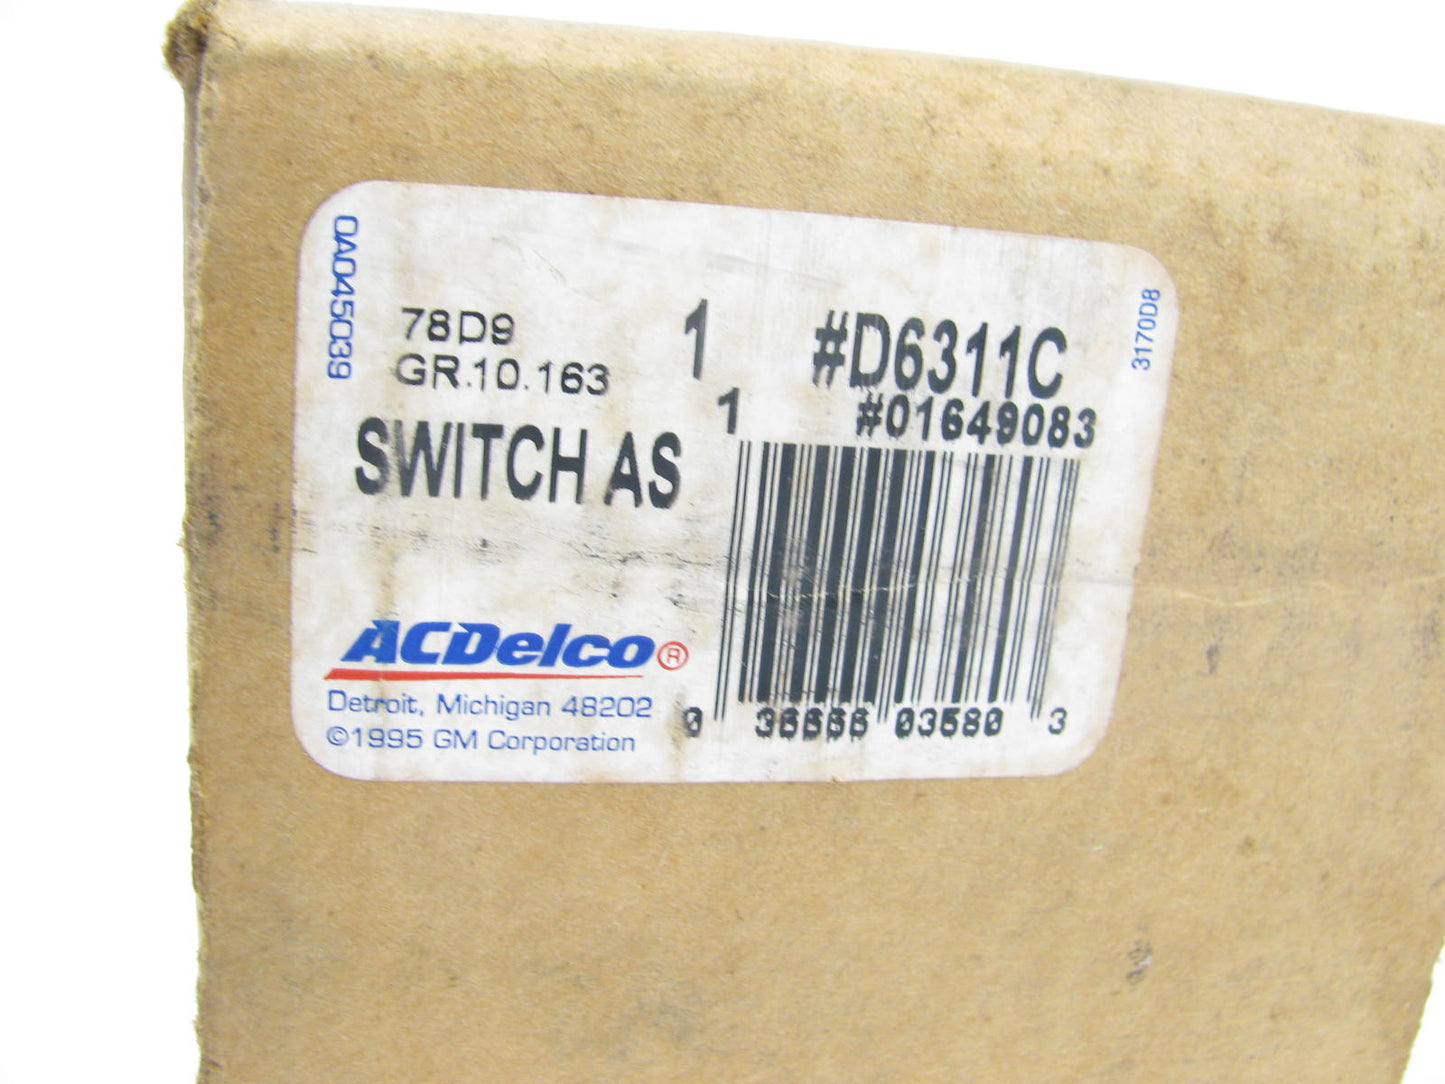 0A045039
78D9
GR.10.163
1 #D6311C
1 #01649083
SWITCH AS
3170D8
ACDelco®
Detroit, Michigan 48202
©1995 GM Corporation
0 36666 03580 3